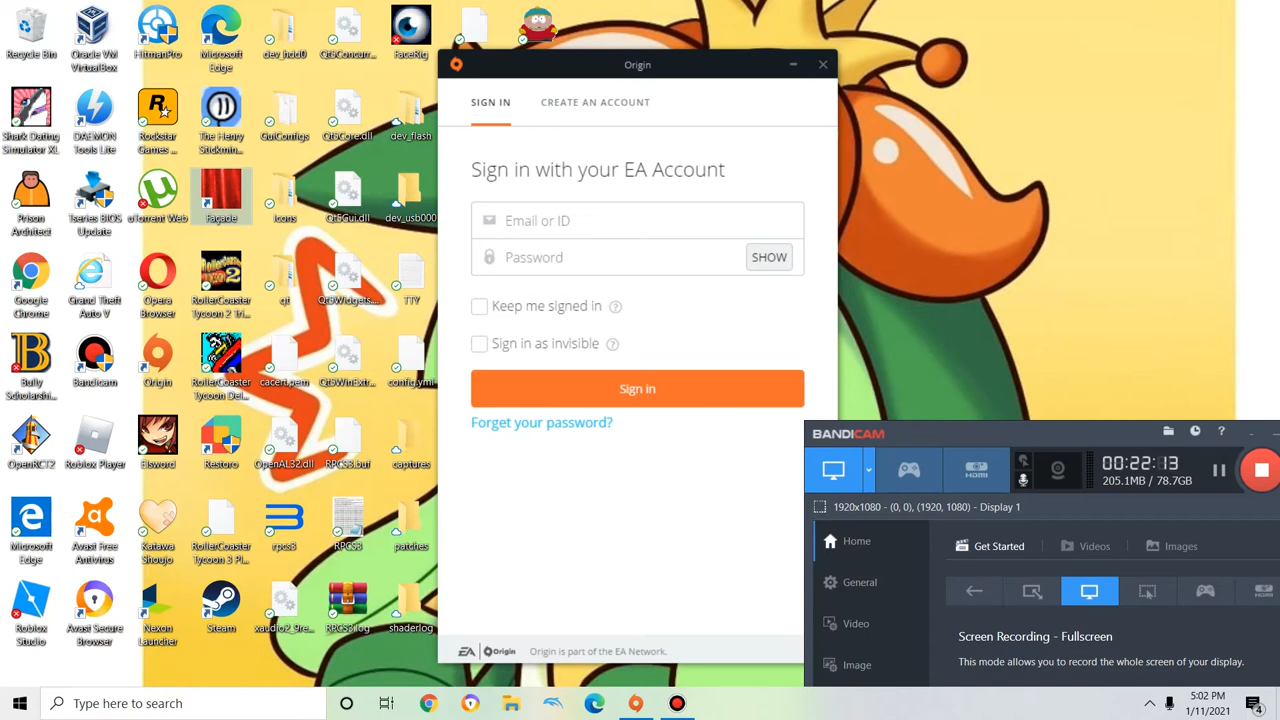 Recycle Bin
Oracle VM
VirtualBox
HitmanPro
Microsoft
Edge
dev_hdd0
Qt5Concurr...
FaceRig
Shark Dating
Simulator XL
DAEMON
Tools Lite
Rockstar
Games ...
The Henry
Stickmin...
GuiConfigs
Qt5Core.dll
dev_flash
Prison
Architect
Tseries BIOS
Update
uTorrent Web
Façade
Icons
Qt5Gui.dll
dev_usb000
Google
Chrome
Grand Theft
Auto V
Opera
Browser
RollerCoaster
Tycoon 2 Tri...
qt
Qt5Widgets....
TTY
Bully
Scholarshi...
Bandicam
Origin
RollerCoaster
Tycoon Del...
cacert.pem
Qt5WinExtr...
config.yml
OpenRCT2
Roblox Player
Elsword
Restoro
OpenAL32.dll
RPCS3.buf
captures
Microsoft
Edge
Avast Free
Antivirus
Katawa
Shoujo
RollerCoaster
Tycoon 3 Pl...
rpcs3
RPCS3
patches
Roblox
Studio
Avast Secure
Browser
Nexon
Launcher
Steam
xaudio2_9re...
RPCS3.log
shaderlog
Origin
SIGN IN
CREATE AN ACCOUNT
Sign in with your EA Account
Email or ID
Password
SHOW
Keep me signed in ?
Sign in as invisible ?
Sign in
Forget your password?
EA Origin Origin is part of the EA Network.
BANDICAM
?
HDMI
00:22:13
205.1MB / 78.7GB
1920x1080 - (0, 0), (1920, 1080) - Display 1
Home
General
Video
Image
Get Started
Videos
Images
HDMI
Screen Recording - Fullscreen
This mode allows you to record the whole screen of your display.
Type here to search
5:02 PM
1/11/2021
4